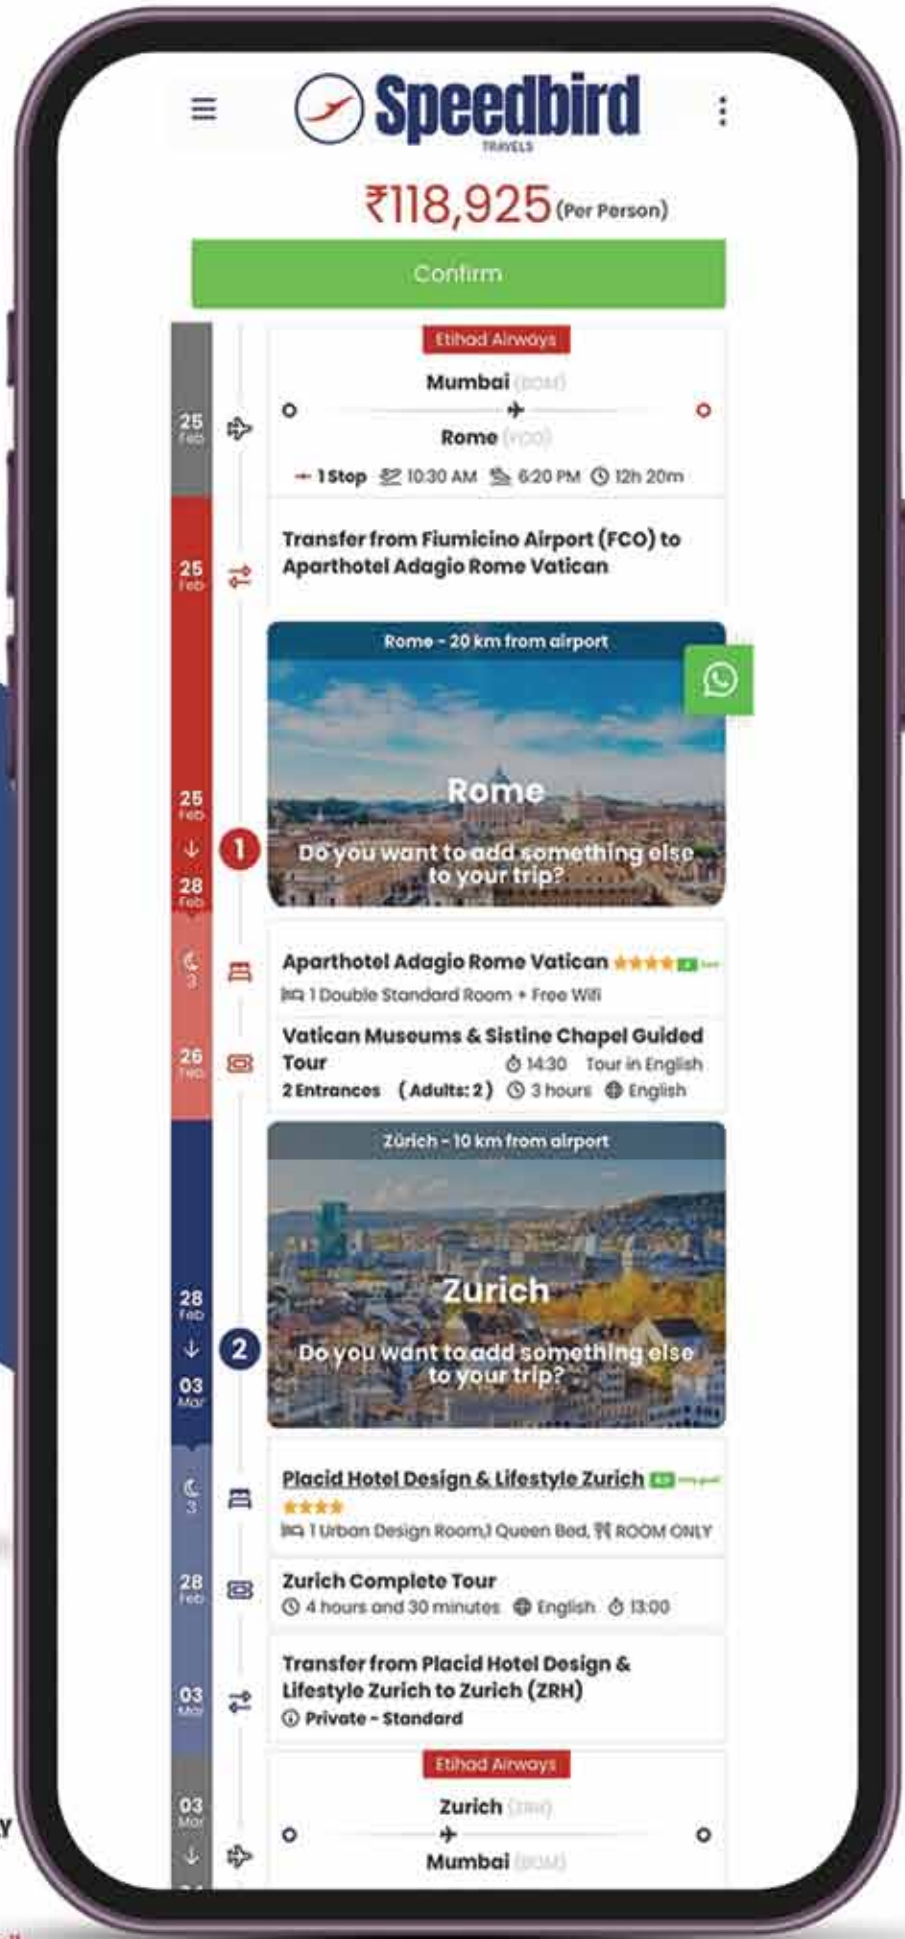 Speedbird
TRAVELS
₹118,925 (Per Person)
Confirm
Etihad Airways
Mumbai (BOM)
25
Feb
Rome (FCO)
1 Stop 10:30 AM 6:20 PM 12h 20m
Transfer from Fiumicino Airport (FCO) to
25
Feb
Aparthotel Adagio Rome Vatican
Rome - 20 km from airport
Rome
25
Feb
1
Do you want to add something else
to your trip?
28
Feb
Aparthotel Adagio Rome Vatican
3
1 Double Standard Room + Free Wifi
Vatican Museums & Sistine Chapel Guided
26
Feb
Tour 14:30 Tour in English
2 Entrances (Adults: 2) 3 hours English
Zürich - 10 km from airport
Zurich
28
Feb
2
Do you want to add something else
to your trip?
03
Mar
Placid Hotel Design & Lifestyle Zurich
3
1 Urban Design Room,1 Queen Bed, ROOM ONLY
28
Feb
Zurich Complete Tour
4 hours and 30 minutes English 13:00
Transfer from Placid Hotel Design &
03
Mar
Lifestyle Zurich to Zurich (ZRH)
Private - Standard
Etihad Airways
03
Mar
Zurich (ZRH)
Mumbai (BOM)
Y